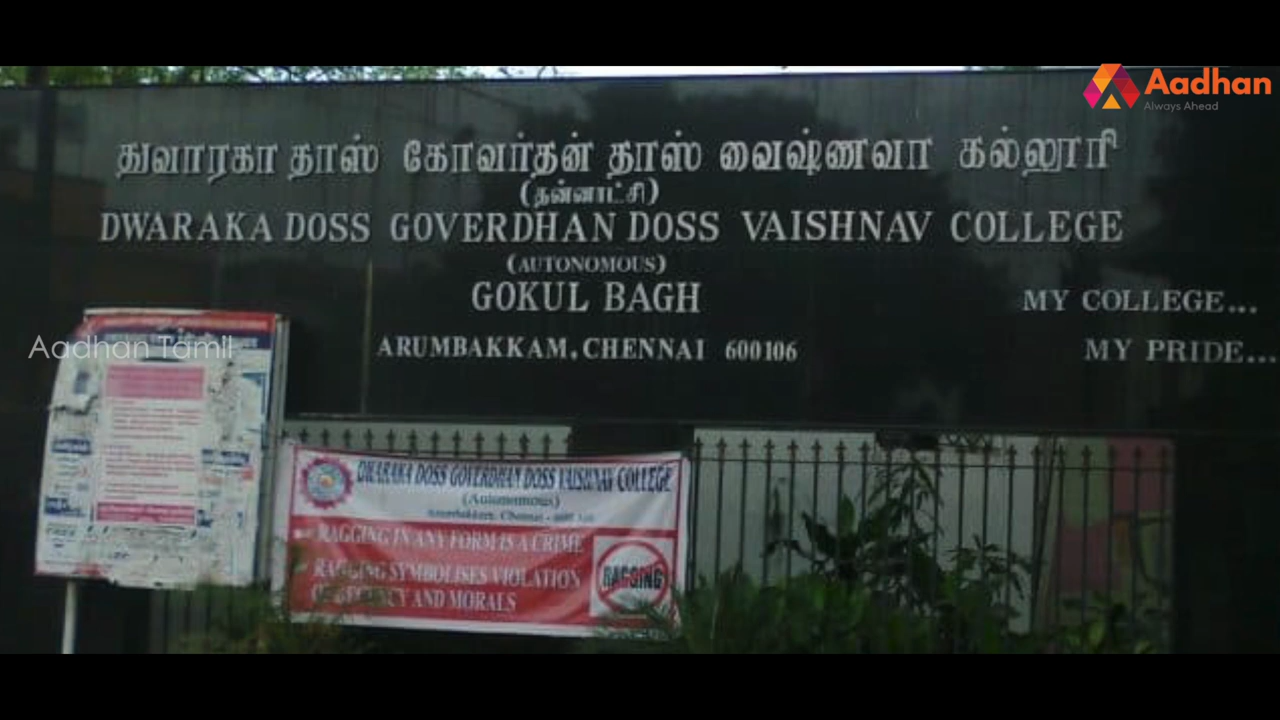 Aadhan
Always Ahead
துவாரகா தாஸ் கோவர்தன் தாஸ் வைஷ்ணவா கல்லூரி
(தன்னாட்சி)
DWARAKA DOSS GOVERDHAN DOSS VAISHNAV COLLEGE
(AUTONOMOUS)
GOKUL BAGH
MY COLLEGE...
ARUMBAKKAM, CHENNAI 600106
MY PRIDE...
Aadhan Tamil
DWARAKA DOSS GOVERDHAN DOSS VAISHNAV COLLEGE
(Autonomous)
Arumbakkam, Chennai
RAGGING IN ANY FORM IS A CRIME
RAGGING SYMBOLISES VIOLATION
OF DECENCY AND MORALS
RAGGING